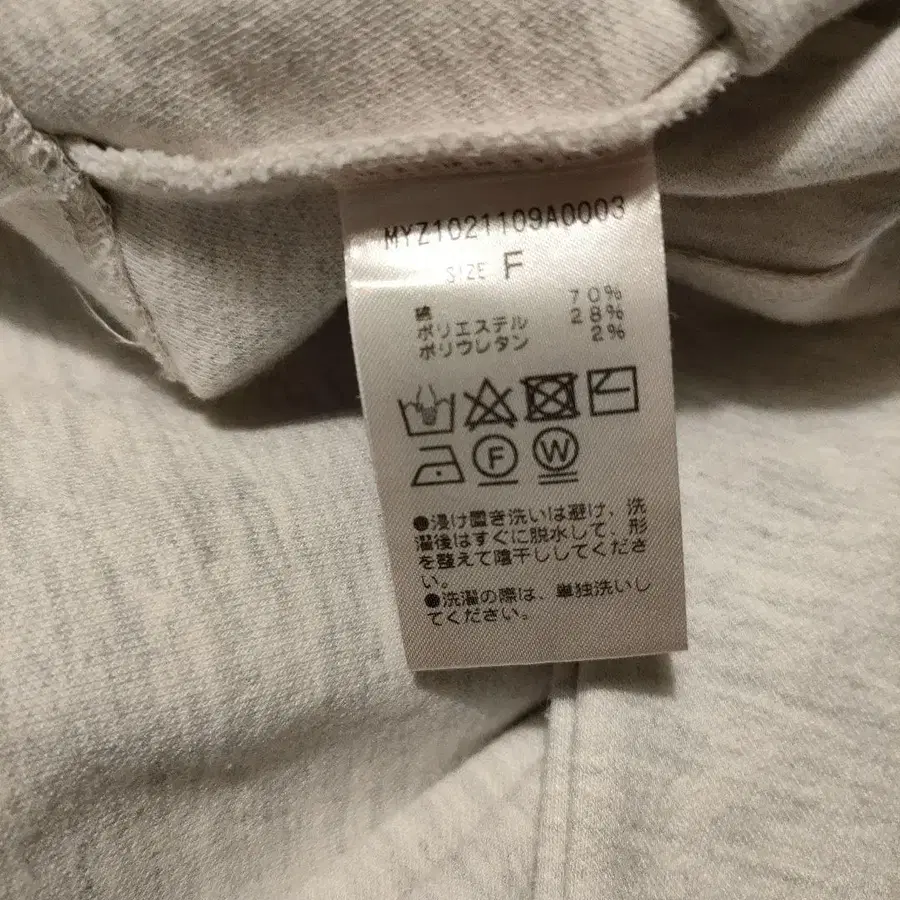 MYZ1021109A0003
SIZE F
綿 70%
ポリエステル 28%
ポリウレタン 2%
F W
●浸け置き洗いは避け、洗
濯後はすぐに脱水して、形
を整えて陰干ししてくださ
い。
●洗濯の際は、単独洗いし
てください。